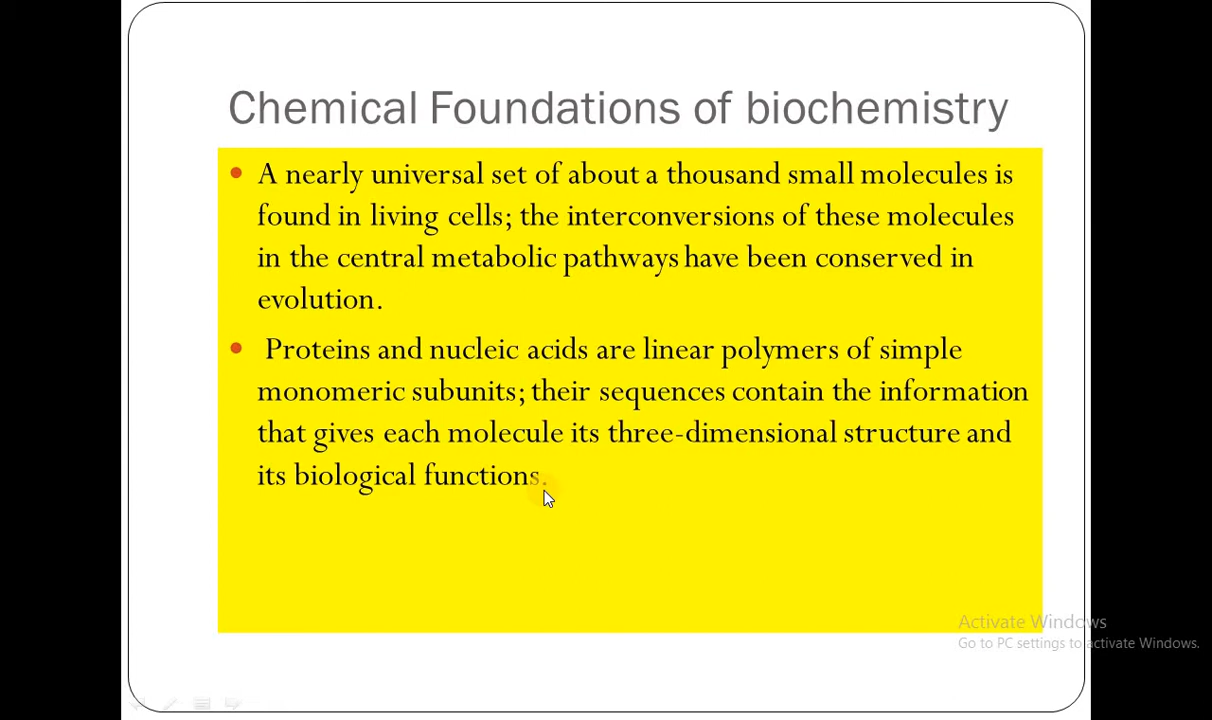 Chemical Foundations of biochemistry
• A nearly universal set of about a thousand small molecules is
found in living cells; the interconversions of these molecules
in the central metabolic pathways have been conserved in
evolution.
• Proteins and nucleic acids are linear polymers of simple
monomeric subunits; their sequences contain the information
that gives each molecule its three-dimensional structure and
its biological functions.
Activate Windows
Go to PC settings to activate Windows.